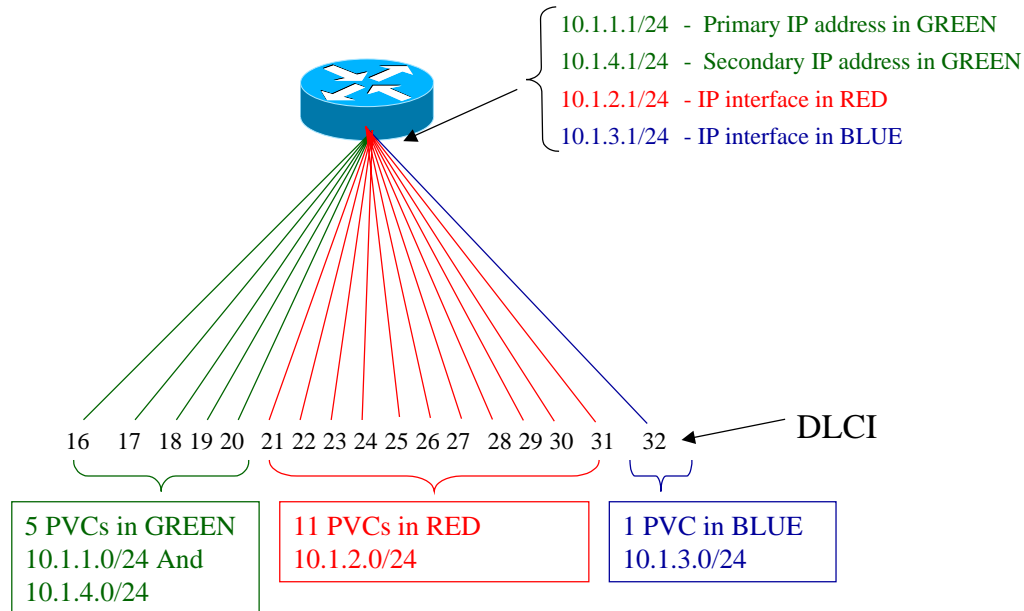 10.1.1.1/24 - Primary IP address in GREEN
10.1.4.1/24 - Secondary IP address in GREEN
10.1.2.1/24 - IP interface in RED
10.1.3.1/24 - IP interface in BLUE
16 17 18 19 20 21 22 23 24 25 26 27 28 29 30 31 32
DLCI
5 PVCs in GREEN
10.1.1.0/24 And
10.1.4.0/24
11 PVCs in RED
10.1.2.0/24
1 PVC in BLUE
10.1.3.0/24